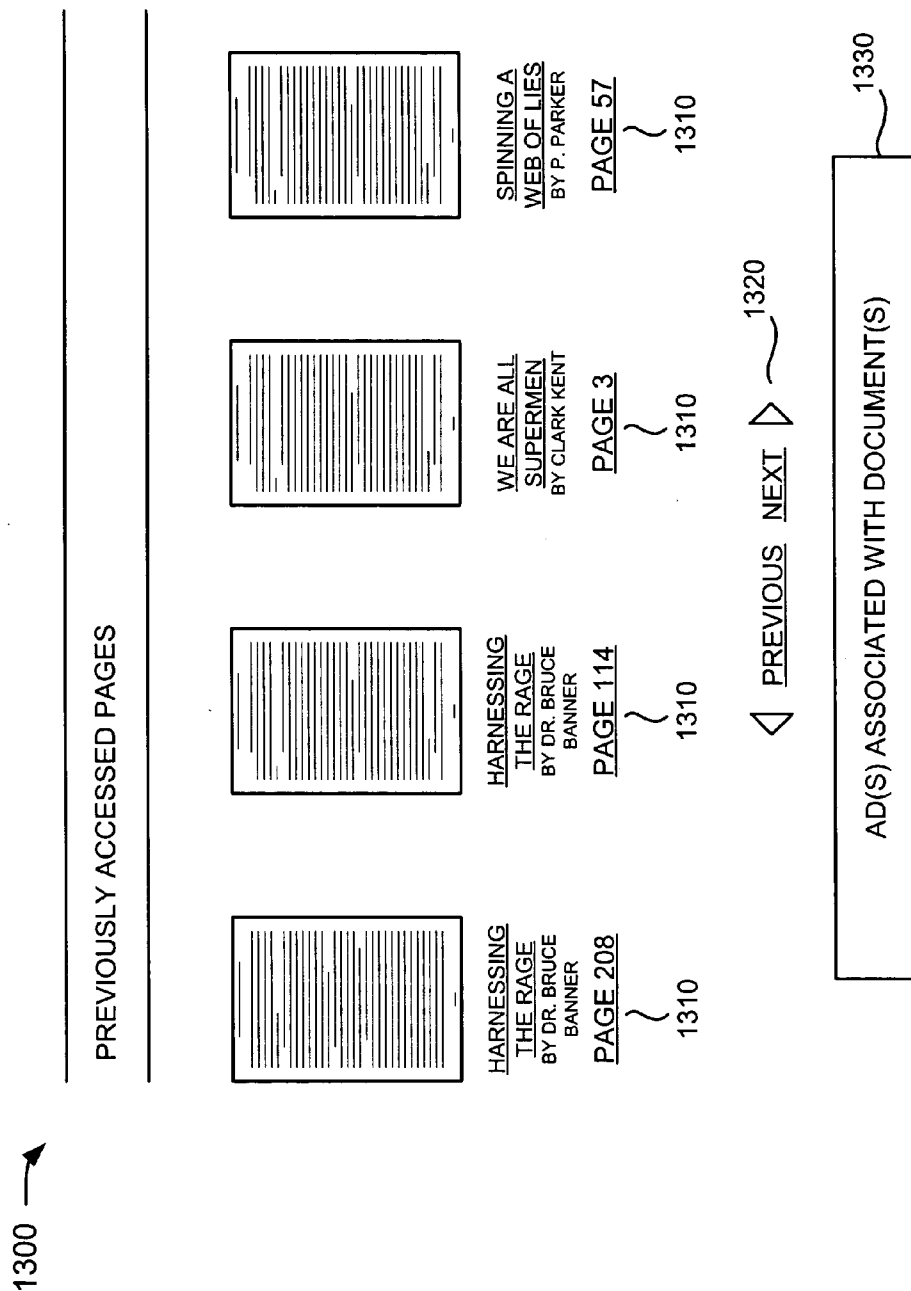 1300
PREVIOUSLY ACCESSED PAGES
HARNESSING
THE RAGE
BY DR. BRUCE
BANNER
PAGE 208
1310
HARNESSING
THE RAGE
BY DR. BRUCE
BANNER
PAGE 114
1310
WE ARE ALL
SUPERMEN
BY CLARK KENT
PAGE 3
1310
SPINNING A
WEB OF LIES
BY P. PARKER
PAGE 57
1310
PREVIOUS NEXT
1320
AD(S) ASSOCIATED WITH DOCUMENT(S)
1330